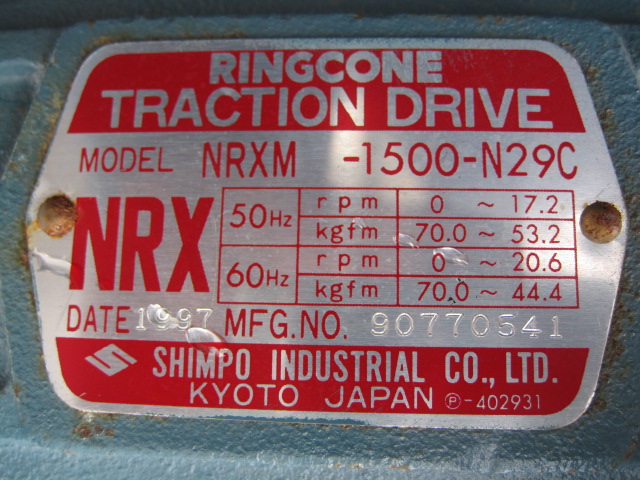 RINGCONE
TRACTION DRIVE
MODEL NRXM -1500-N29C
NRX
50Hz rpm 0 ~ 17.2
kgfm 70.0 ~ 53.2
60Hz rpm 0 ~ 20.6
kgfm 70.0 ~ 44.4
DATE 1997 MFG.NO. 90770541
SHIMPO INDUSTRIAL CO., LTD.
KYOTO JAPAN Ⓟ-402931